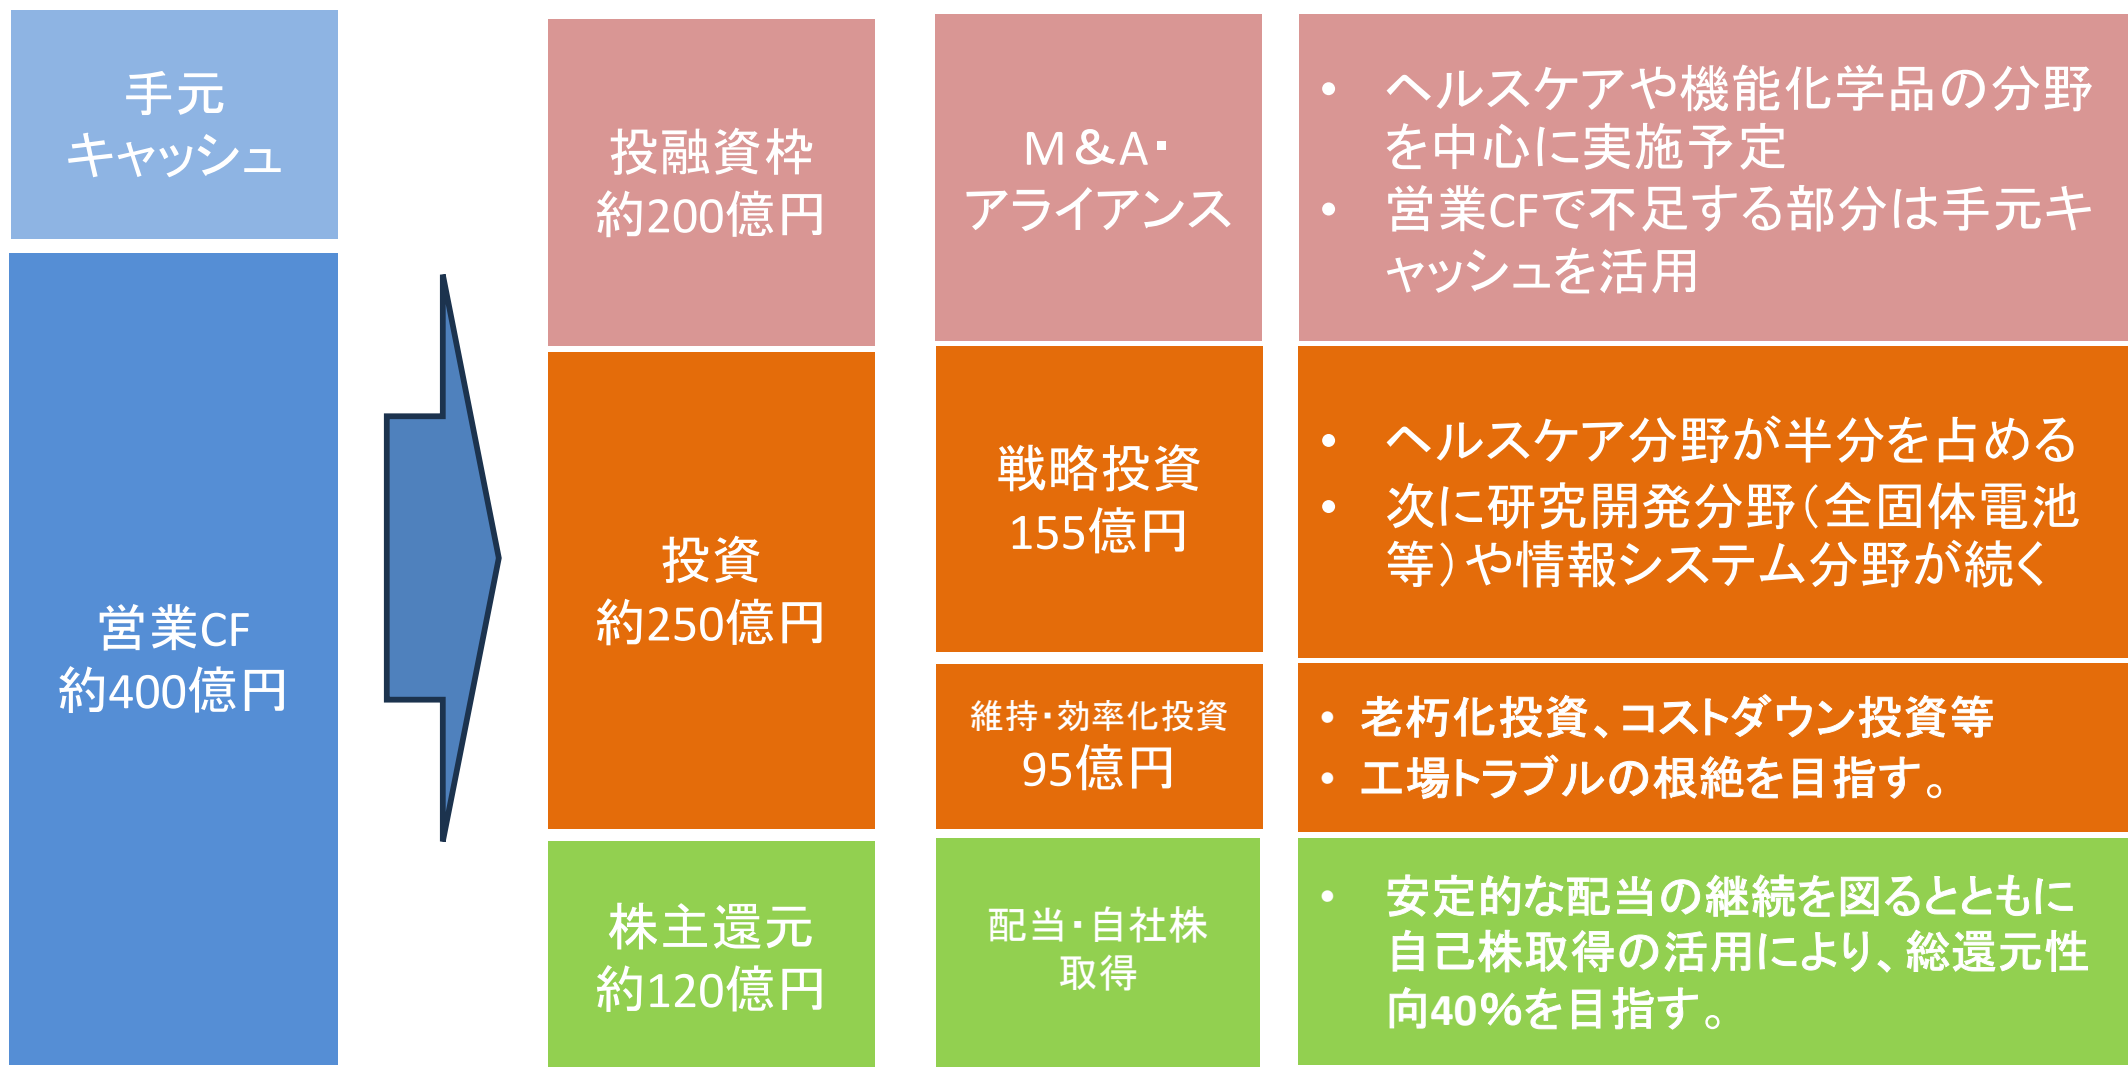 手元
キャッシュ
営業CF
約400億円
投融資枠
約200億円
投資
約250億円
株主還元
約120億円
M&A・
アライアンス
戦略投資
155億円
維持・効率化投資
95億円
配当・自社株
取得
• ヘルスケアや機能化学品の分野
を中心に実施予定
• 営業CFで不足する部分は手元キ
ャッシュを活用
• ヘルスケア分野が半分を占める
• 次に研究開発分野（全固体電池
等）や情報システム分野が続く
• 老朽化投資、コストダウン投資等
• 工場トラブルの根絶を目指す。
• 安定的な配当の継続を図るとともに
自己株取得の活用により、総還元性
向40%を目指す。